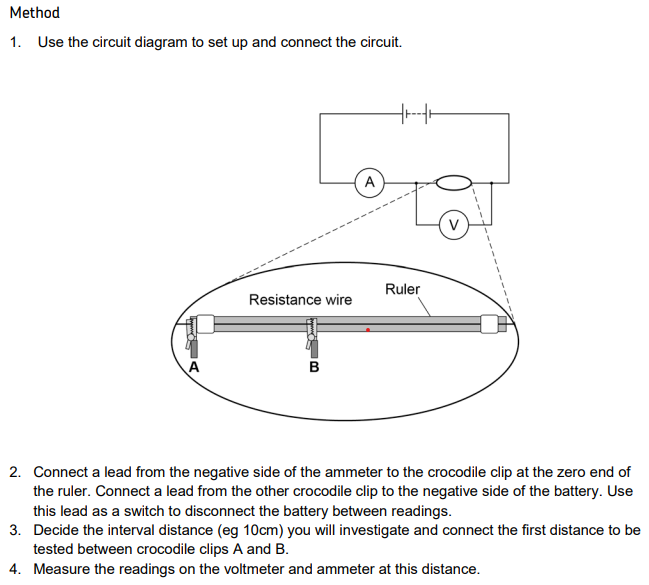 Method
1. Use the circuit diagram to set up and connect the circuit.
A
V
Ruler
Resistance wire
A
B
2. Connect a lead from the negative side of the ammeter to the crocodile clip at the zero end of
the ruler. Connect a lead from the other crocodile clip to the negative side of the battery. Use
this lead as a switch to disconnect the battery between readings.
3. Decide the interval distance (eg 10cm) you will investigate and connect the first distance to be
tested between crocodile clips A and B.
4. Measure the readings on the voltmeter and ammeter at this distance.